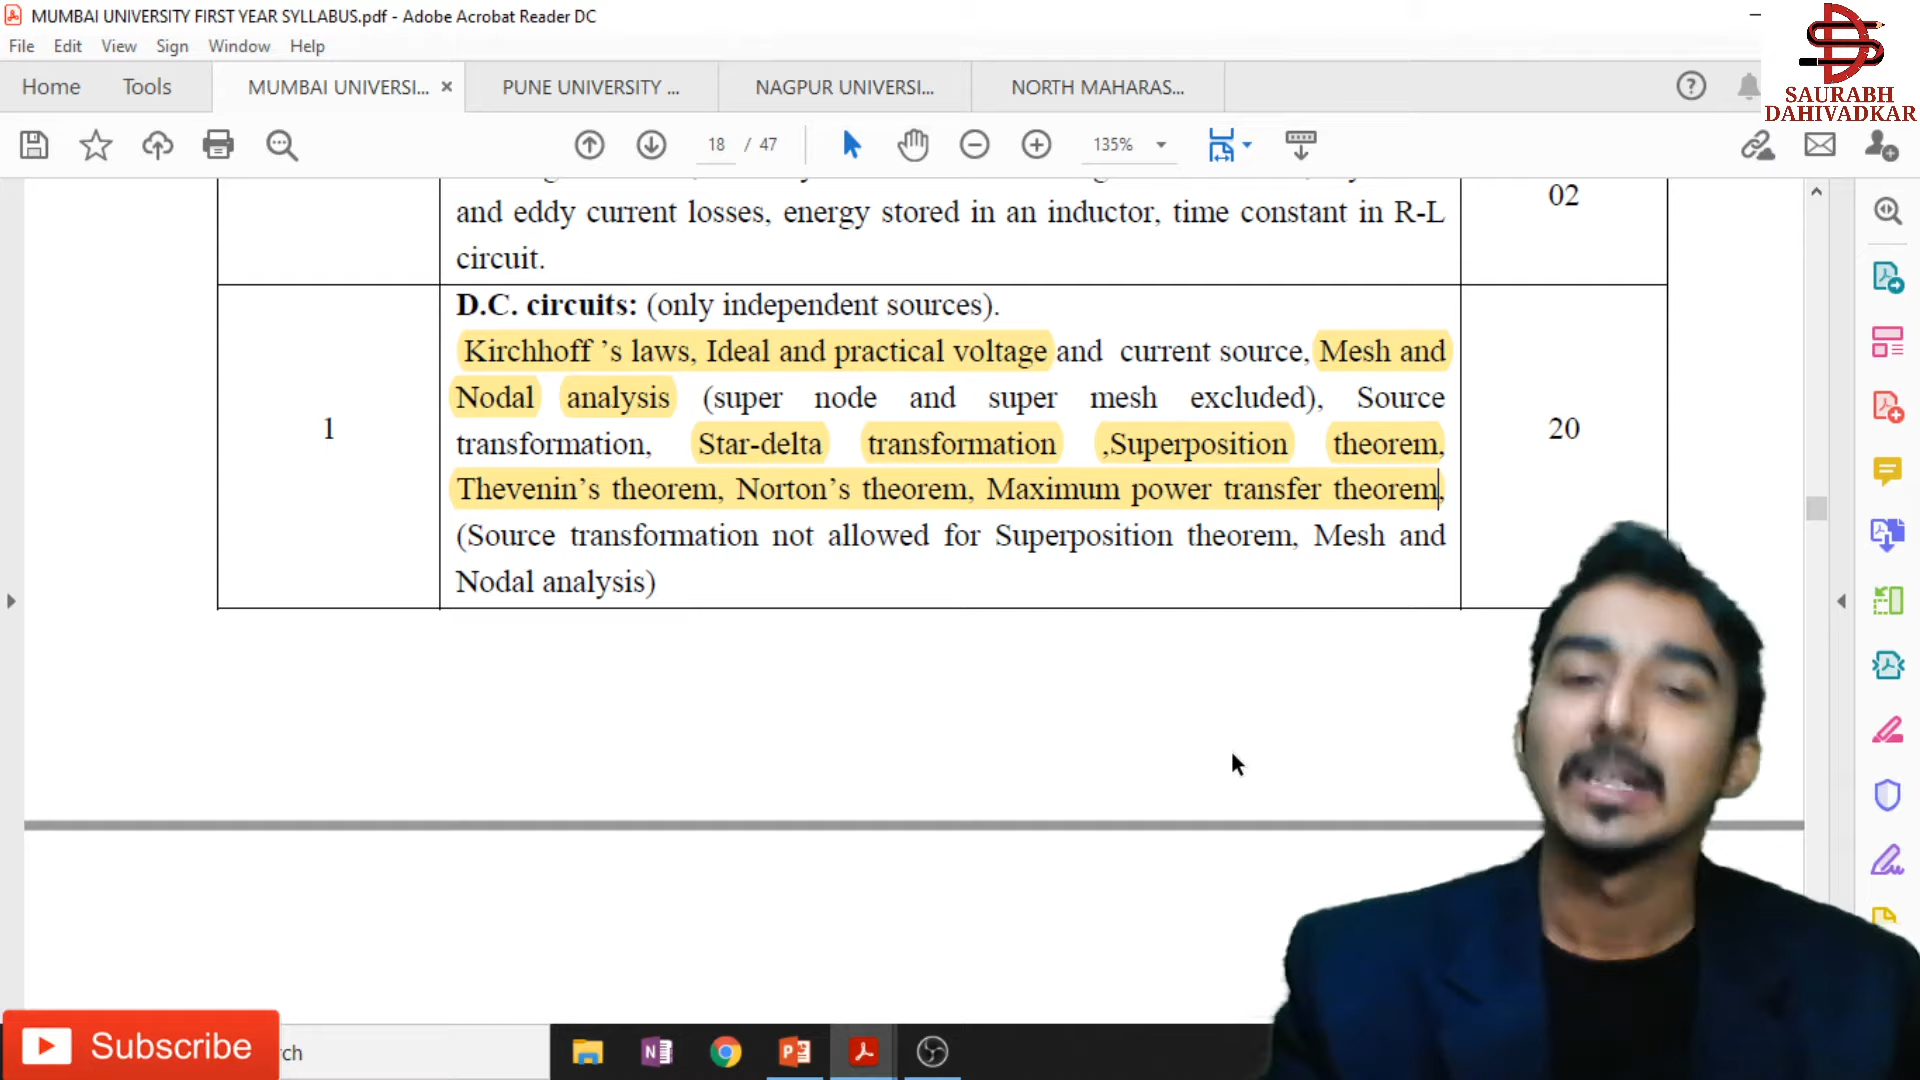 MUMBAI UNIVERSITY FIRST YEAR SYLLABUS.pdf - Adobe Acrobat Reader DC
File Edit View Sign Window Help
Home Tools MUMBAI UNIVERSI... × PUNE UNIVERSITY ... NAGPUR UNIVERSI... NORTH MAHARAS...
SAURABH
DAHIVADKAR
18 / 47 135%
02
and eddy current losses, energy stored in an inductor, time constant in R-L
circuit.
D.C. circuits: (only independent sources).
Kirchhoff 's laws, Ideal and practical voltage and current source, Mesh and
Nodal analysis (super node and super mesh excluded), Source
1 20
transformation, Star-delta transformation ,Superposition theorem,
Thevenin's theorem, Norton's theorem, Maximum power transfer theorem,
(Source transformation not allowed for Superposition theorem, Mesh and
Nodal analysis)
Subscribe
rch